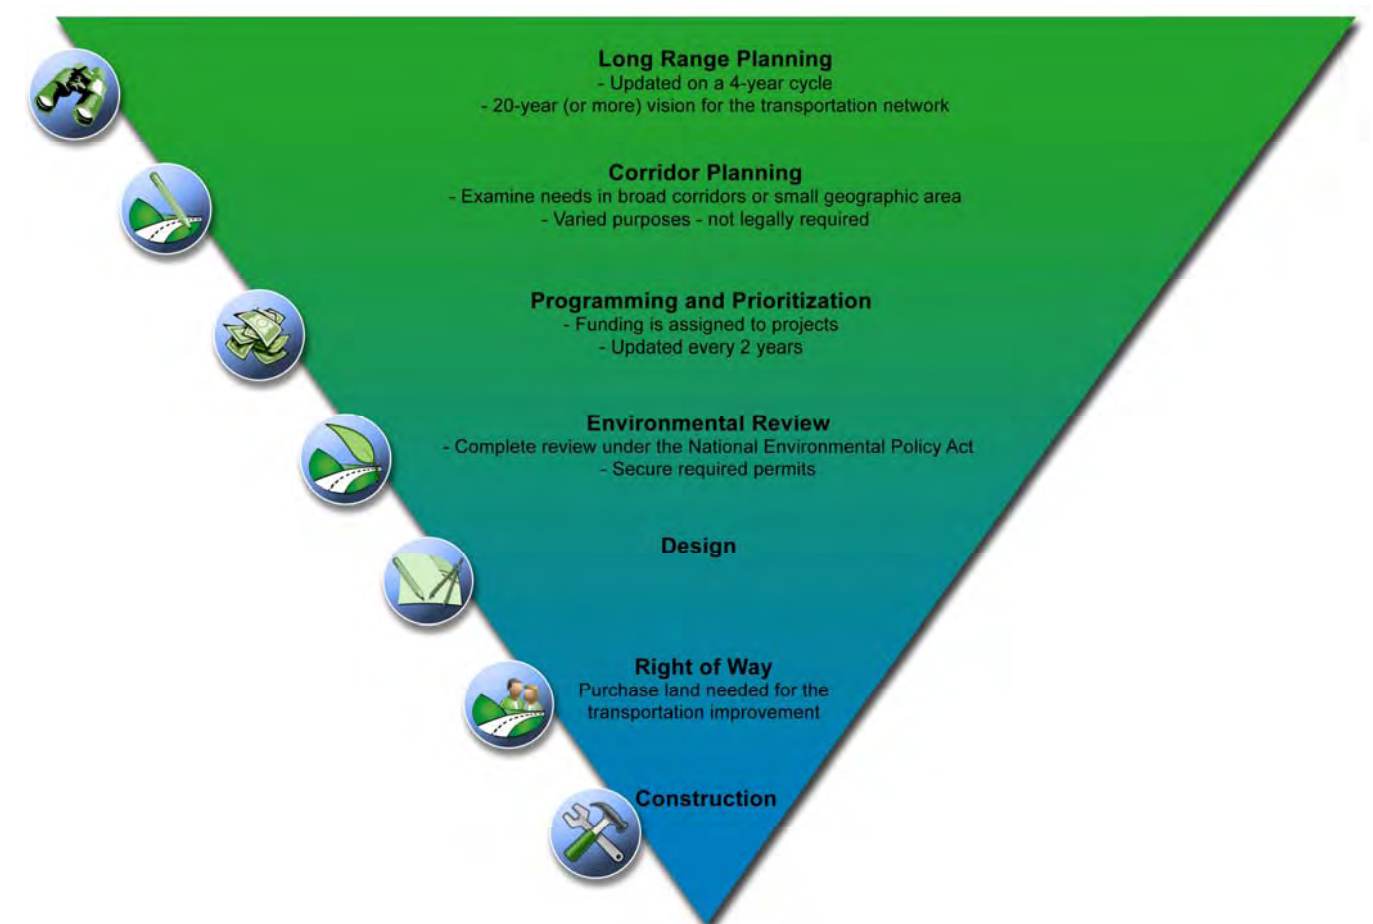 Long Range Planning
- Updated on a 4-year cycle
- 20-year (or more) vision for the transportation network
Corridor Planning
- Examine needs in broad corridors or small geographic area
- Varied purposes - not legally required
Programming and Prioritization
- Funding is assigned to projects
- Updated every 2 years
Environmental Review
- Complete review under the National Environmental Policy Act
- Secure required permits
Design
Right of Way
Purchase land needed for the
transportation improvement
Construction